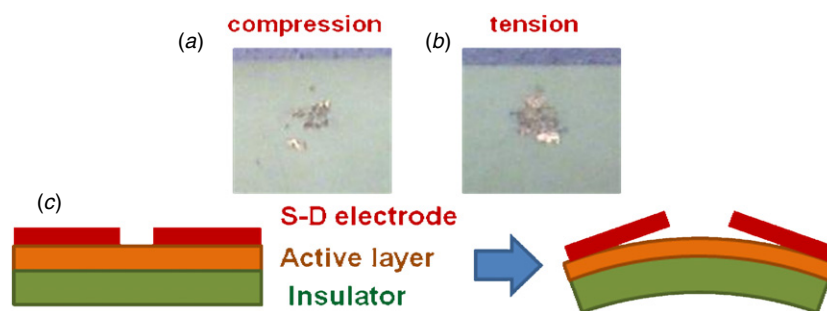 compression
tension
(a)
(b)
(c)
S-D electrode
Active layer
Insulator